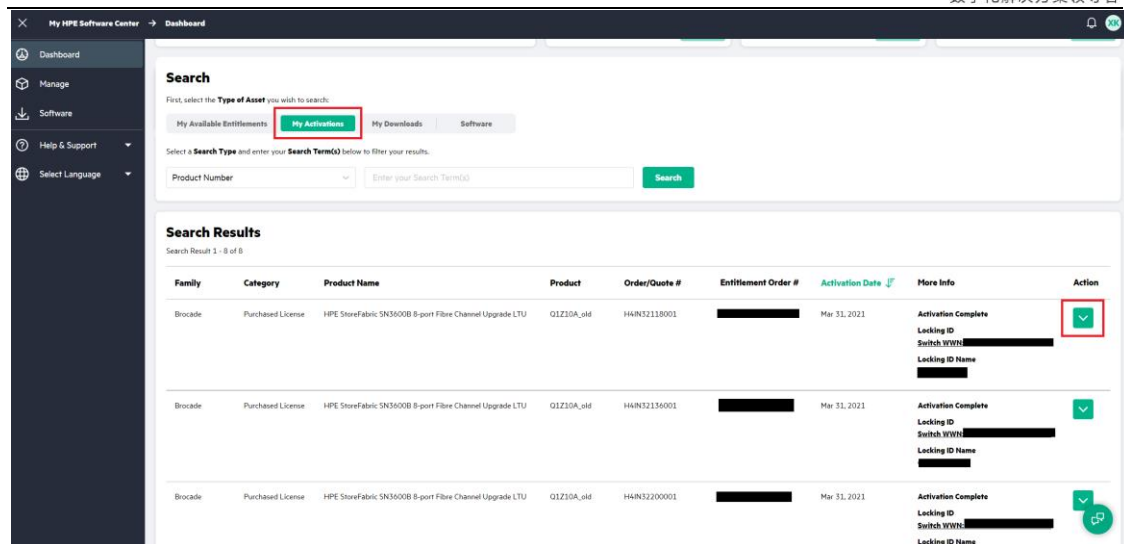 My HPE Software Center → Dashboard
XK
Dashboard
Manage
Software
Help & Support
Select Language
Search
First, select the Type of Asset you wish to search:
My Available Entitlements My Activations My Downloads Software
Select a Search Type and enter your Search Term(s) below to filter your results.
Product Number Enter your Search Term(s) Search
Search Results
Search Result 1 - 8 of 8
Family Category Product Name Product Order/Quote # Entitlement Order # Activation Date More Info Action
Brocade Purchased License HPE StoreFabric SN3600B 8-port Fibre Channel Upgrade LTU Q1Z10A_old H4IN32118001 Mar 31, 2021 Activation Complete
Locking ID
Switch WWN:
Locking ID Name
Brocade Purchased License HPE StoreFabric SN3600B 8-port Fibre Channel Upgrade LTU Q1Z10A_old H4IN32136001 Mar 31, 2021 Activation Complete
Locking ID
Switch WWN:
Locking ID Name
Brocade Purchased License HPE StoreFabric SN3600B 8-port Fibre Channel Upgrade LTU Q1Z10A_old H4IN32200001 Mar 31, 2021 Activation Complete
Locking ID
Switch WWN:
Locking ID Name